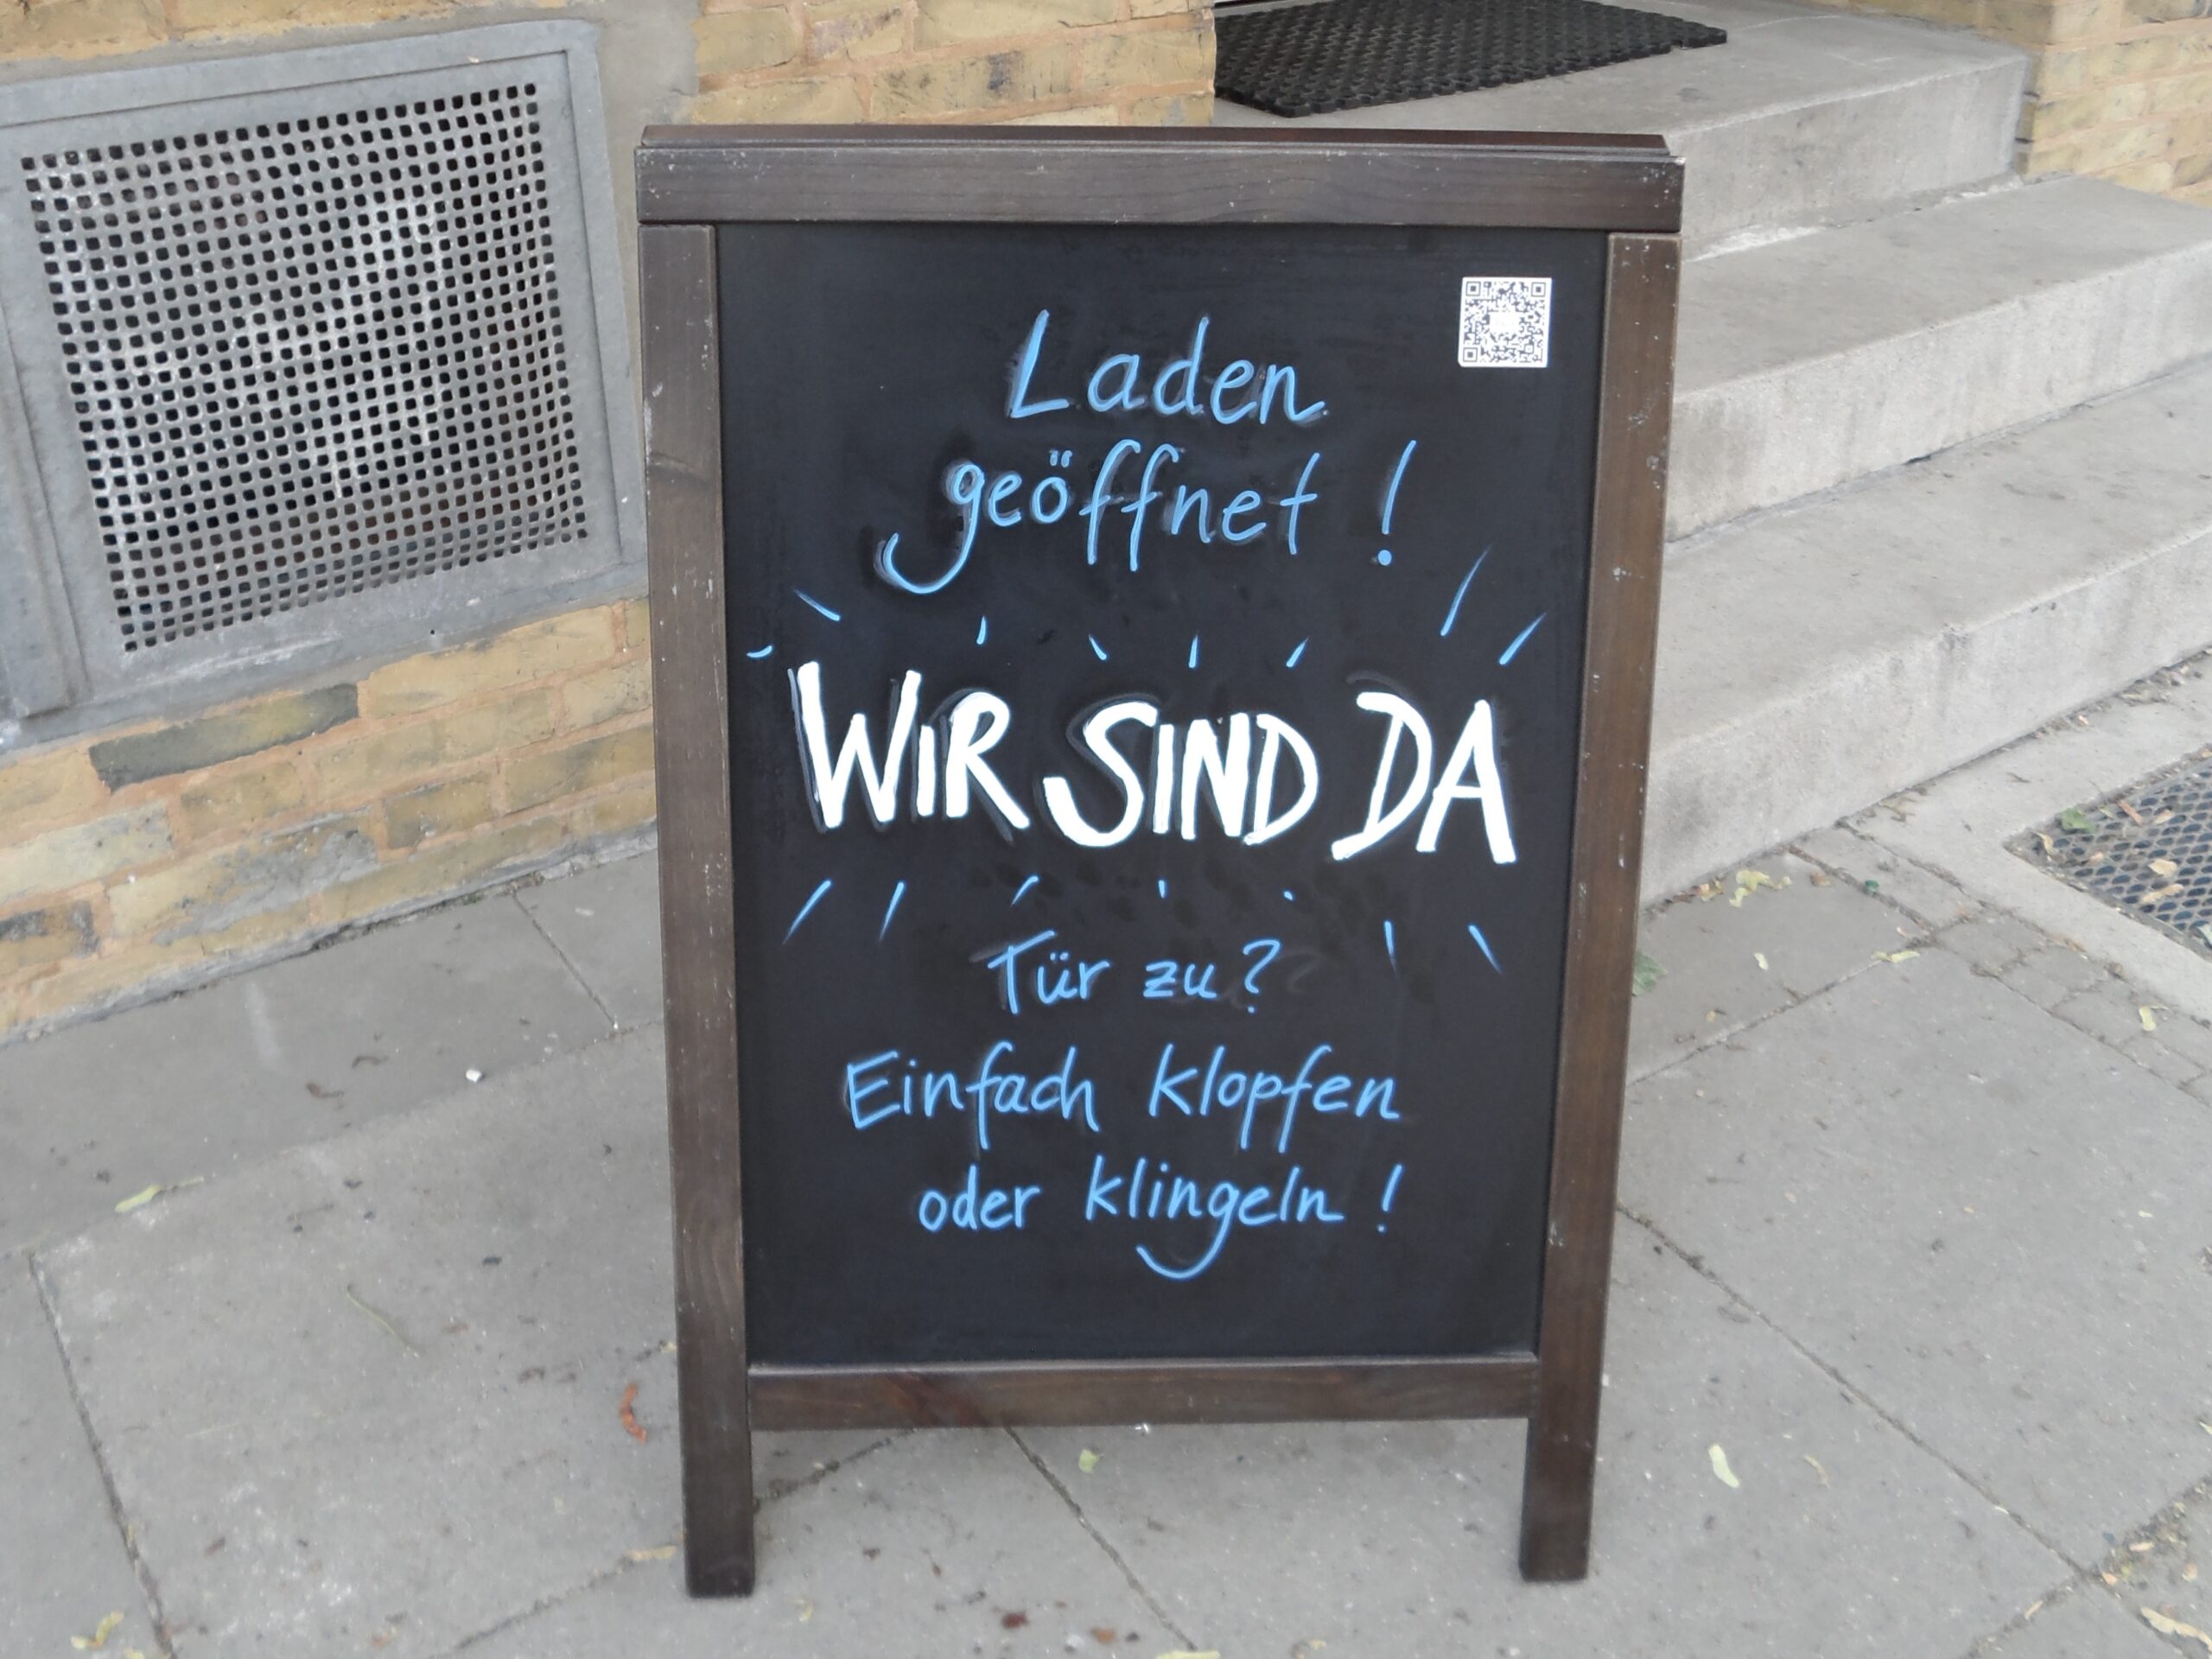 Laden
geöffnet !
WIR SIND DA
Tür zu?
Einfach klopfen
oder klingeln !